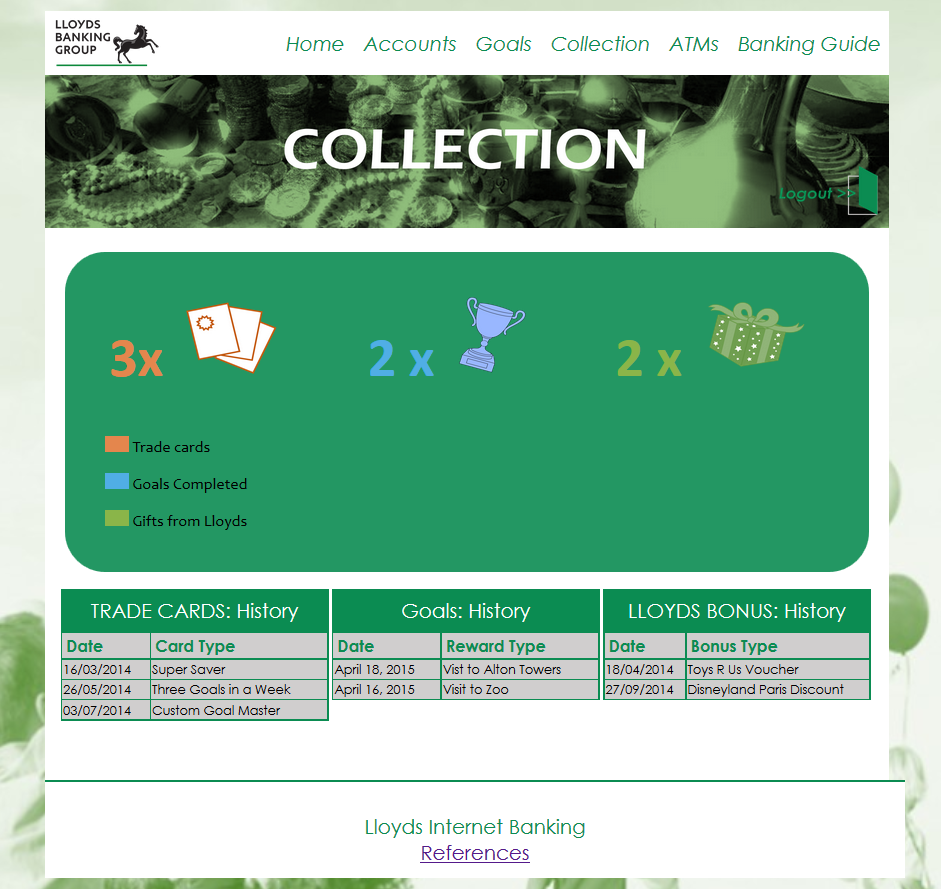 LLOYDS
BANKING
GROUP
Home Accounts Goals Collection ATMs Banking Guide
COLLECTION
Logout >>
3x 2 x 2 x
Trade cards
Goals Completed
Gifts from Lloyds
TRADE CARDS: History
Date Card Type
16/03/2014 Super Saver
26/05/2014 Three Goals in a Week
03/07/2014 Custom Goal Master
Goals: History
Date Reward Type
April 18, 2015 Vist to Alton Towers
April 16, 2015 Visit to Zoo
LLOYDS BONUS: History
Date Bonus Type
18/04/2014 Toys R Us Voucher
27/09/2014 Disneyland Paris Discount
Lloyds Internet Banking
References